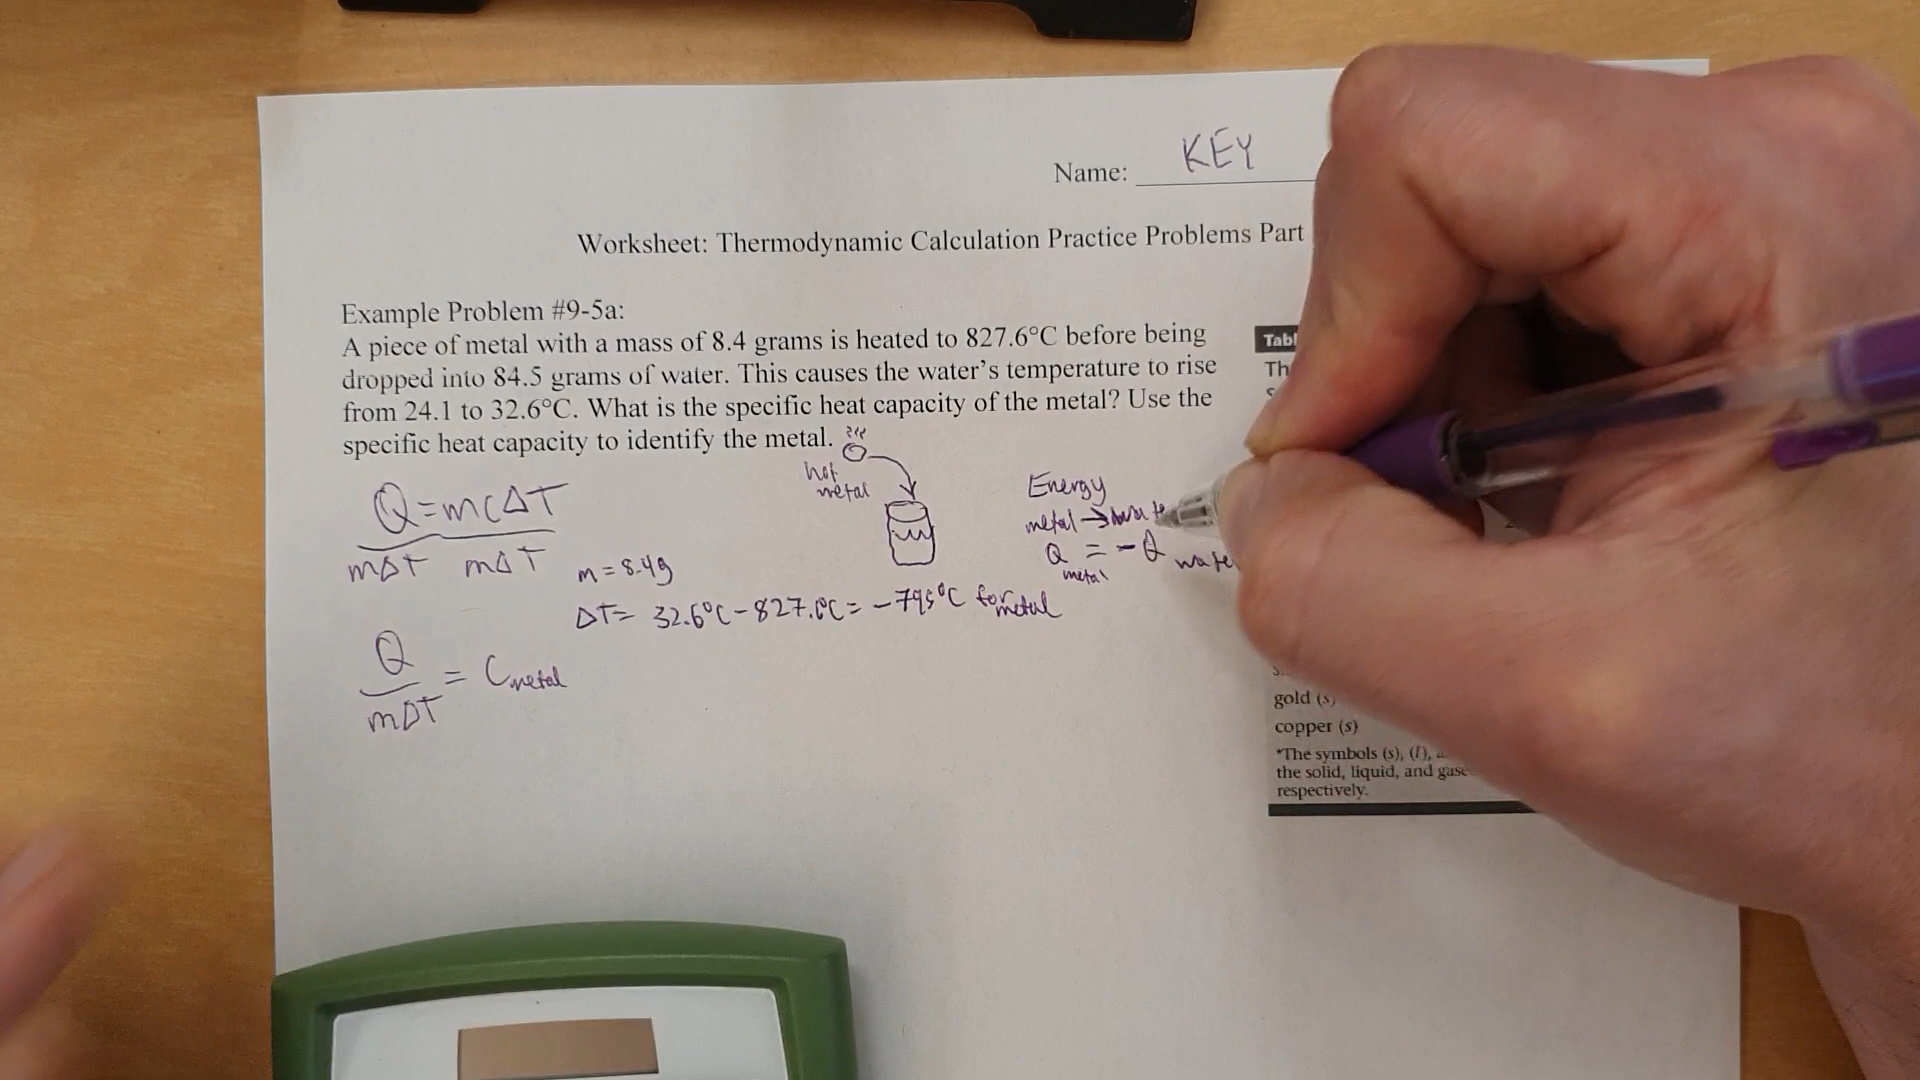 Name: KEY
Worksheet: Thermodynamic Calculation Practice Problems Part
Example Problem #9-5a:
A piece of metal with a mass of 8.4 grams is heated to 827.6°C before being
dropped into 84.5 grams of water. This causes the water's temperature to rise
from 24.1 to 32.6°C. What is the specific heat capacity of the metal? Use the
specific heat capacity to identify the metal.
hot
metal
Q=mcΔT
mΔT mΔT
m = 8.4g
ΔT= 32.6°C-827.6°C = -795°C for metal
Q/mΔT = Cmetal
Energy
metal →
Q metal = -Q water
gold (s)
copper (s)
*The symbols (s), (l),
the solid, liquid, and
respectively.